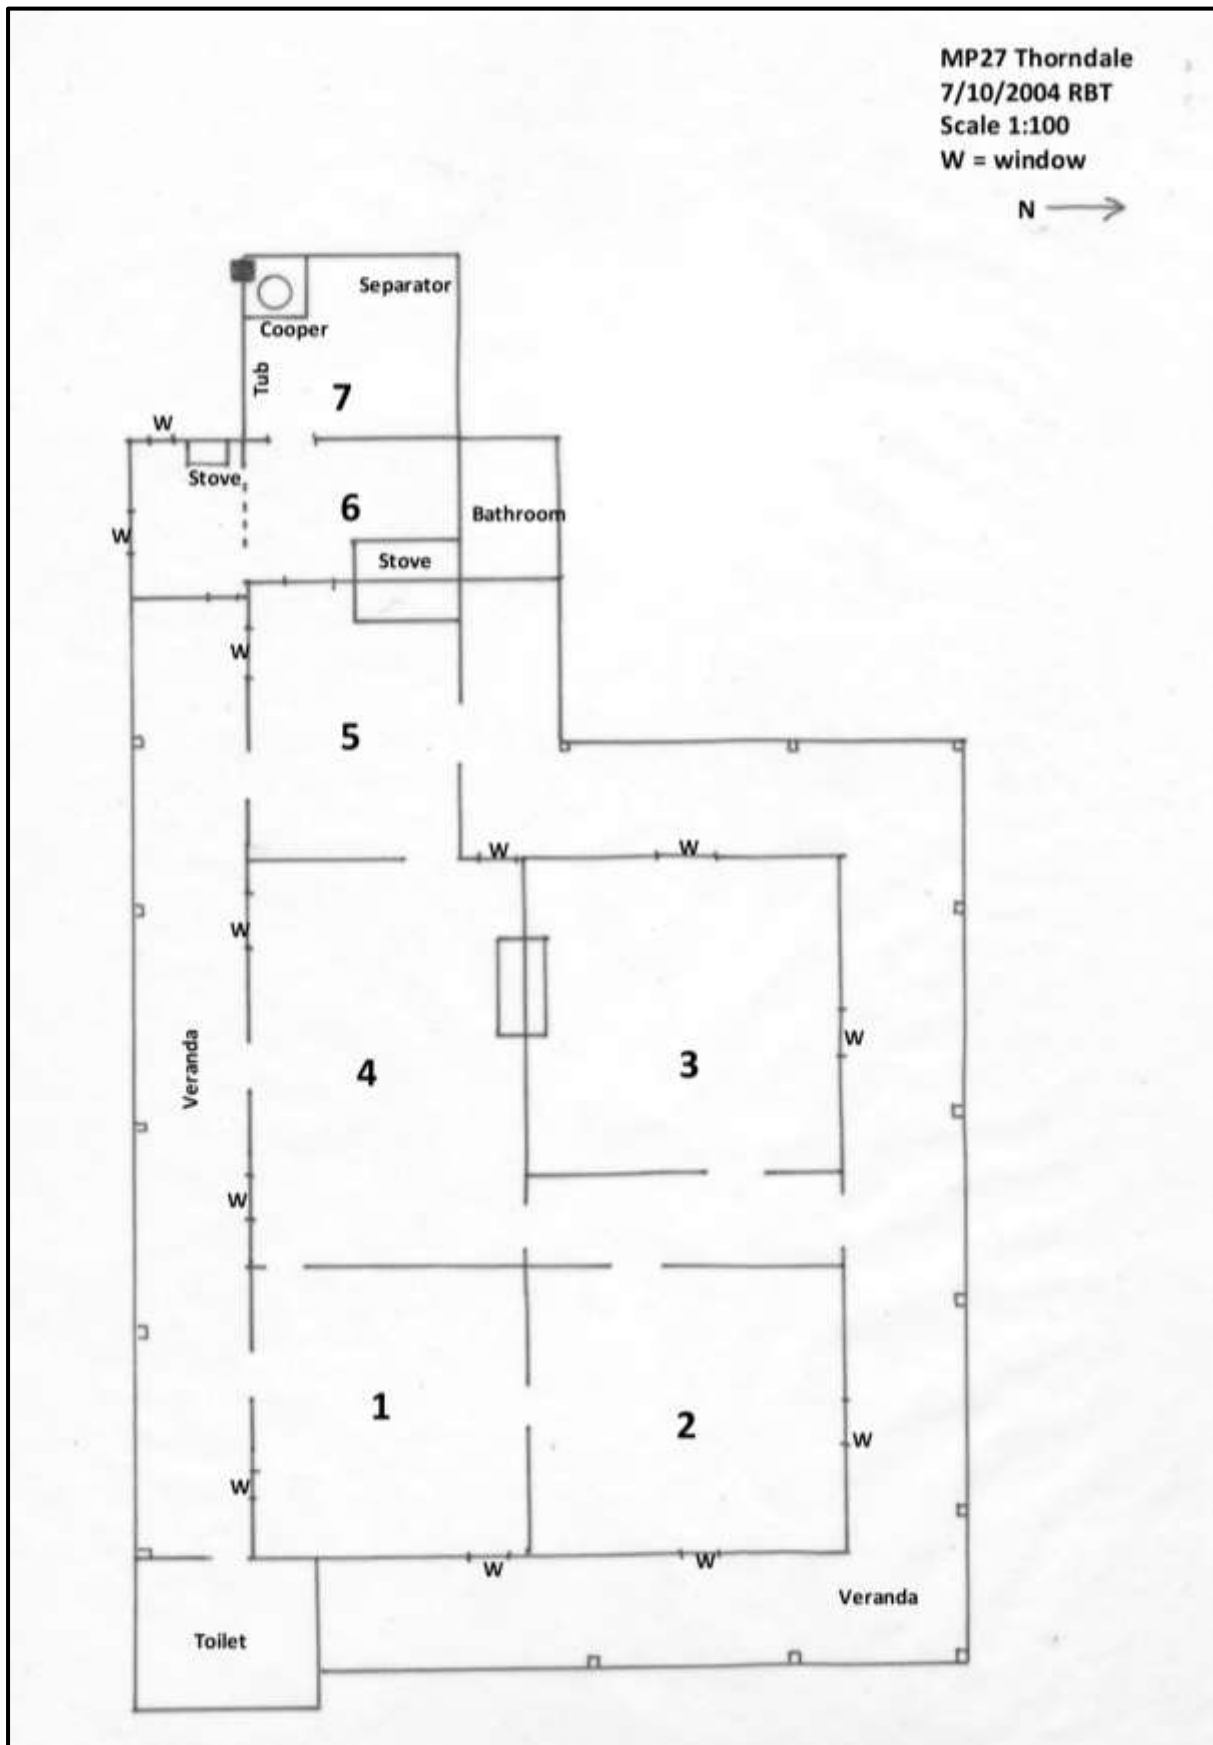 MP27 Thorndale
7/10/2004 RBT
Scale 1:100
W = window
N
Separator
Cooper
Tub
7
W
Stove
6
Bathroom
W
Stove
W
5
W
W
W
Veranda
4
3
W
W
1
2
W
W
W
W
Veranda
Toilet